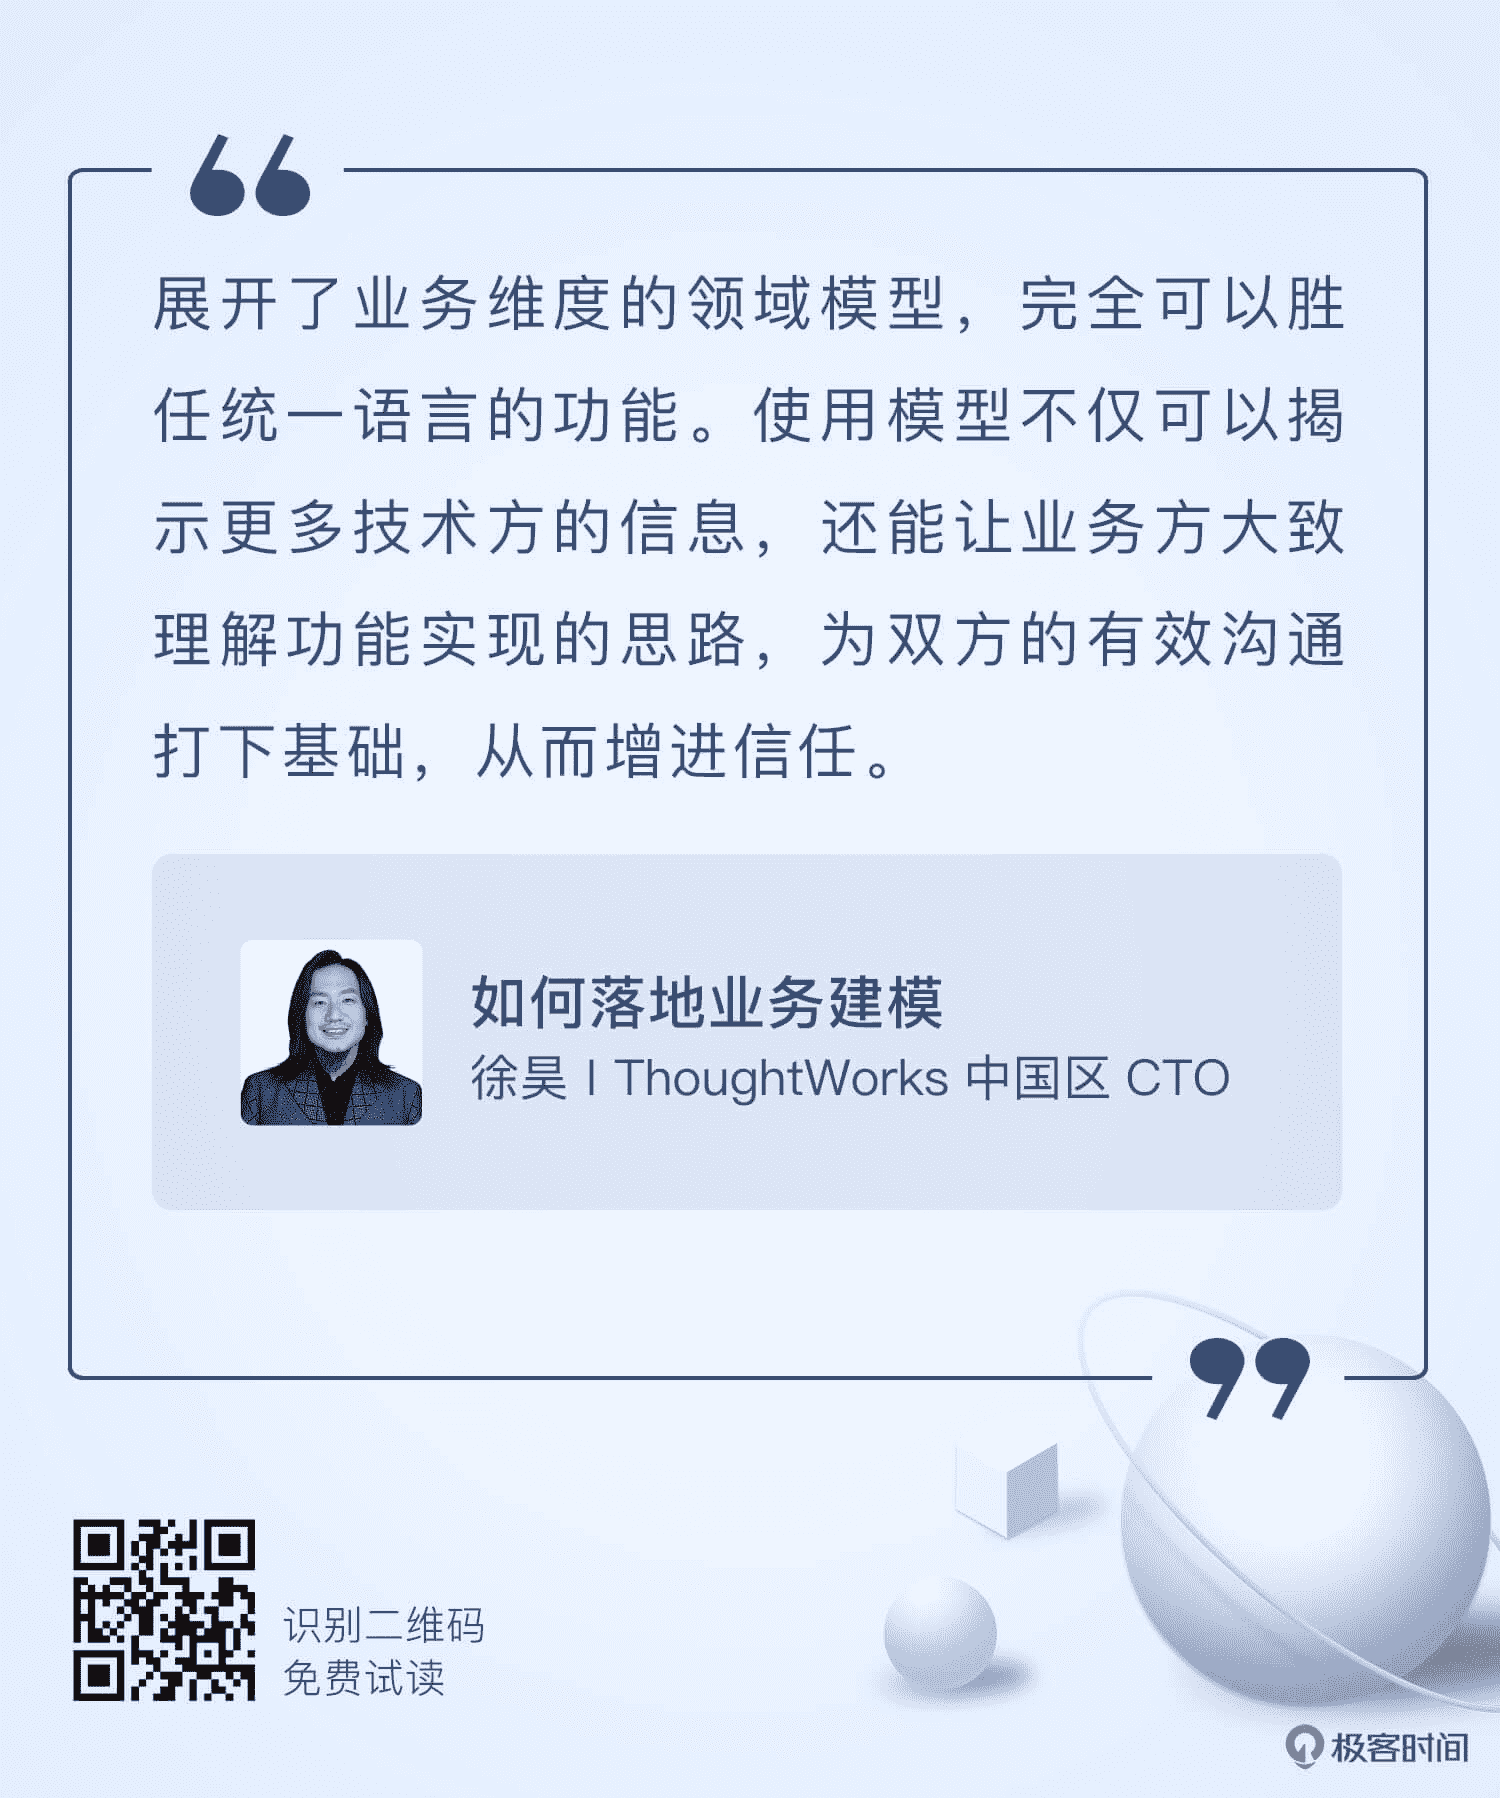 “
展开了业务维度的领域模型，完全可以胜
任统一语言的功能。使用模型不仅可以揭
示更多技术方的信息，还能让业务方大致
理解功能实现的思路，为双方的有效沟通
打下基础，从而增进信任。
如何落地业务建模
徐昊 | ThoughtWorks 中国区 CTO
”
识别二维码
免费试读
极客时间